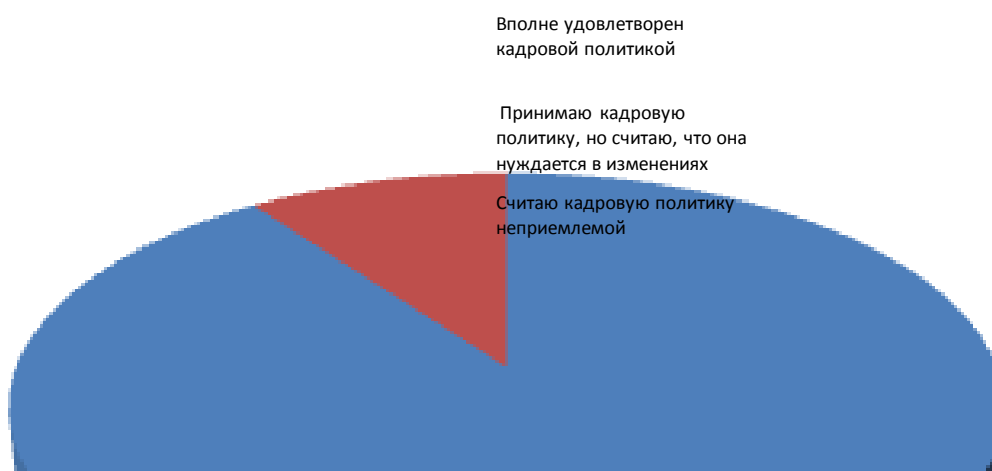 Вполне удовлетворен
кадровой политикой
Принимаю кадровую
политику, но считаю, что она
нуждается в изменениях
Считаю кадровую политику
неприемлемой